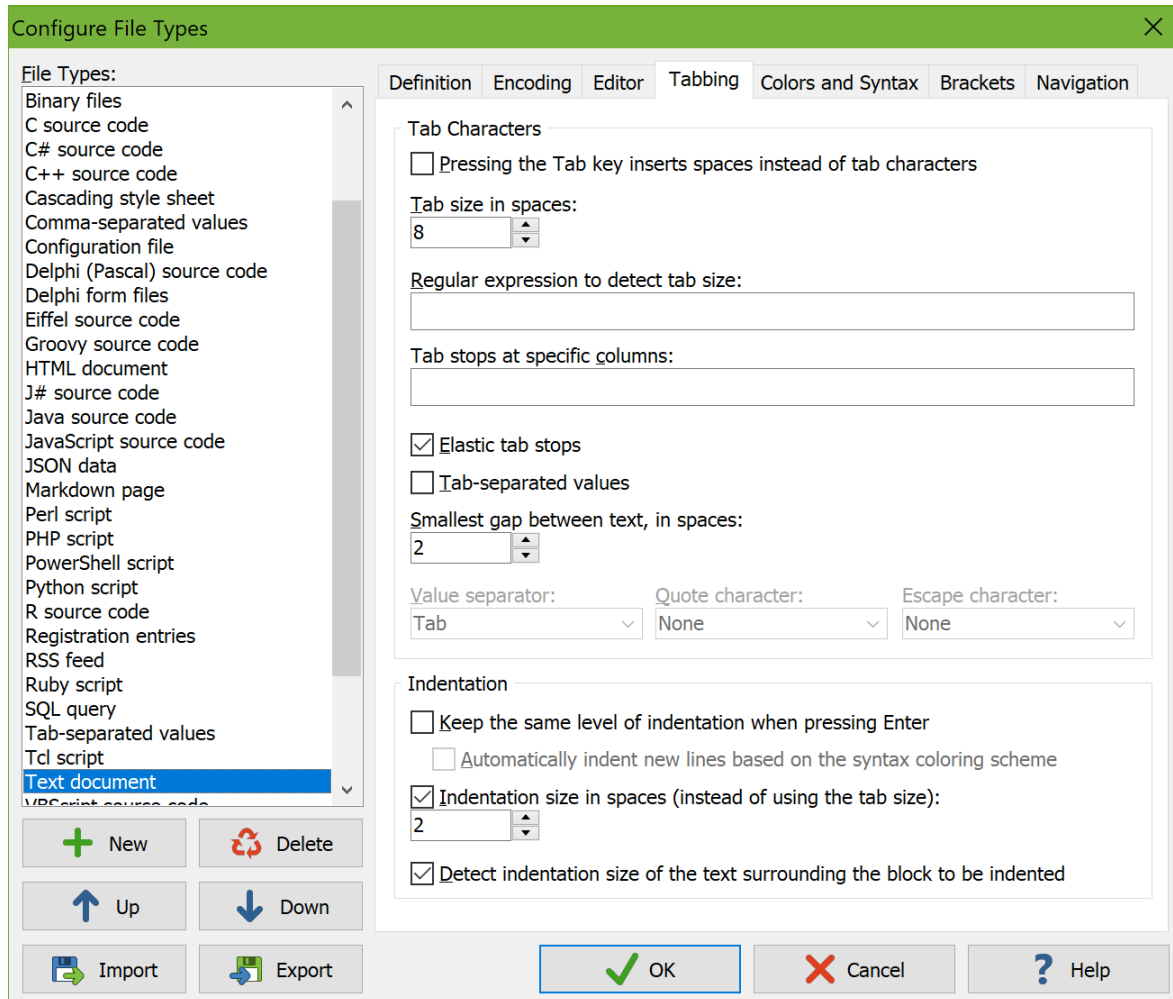 Configure File Types
File Types:
Binary files
C source code
C# source code
C++ source code
Cascading style sheet
Comma-separated values
Configuration file
Delphi (Pascal) source code
Delphi form files
Eiffel source code
Groovy source code
HTML document
J# source code
Java source code
JavaScript source code
JSON data
Markdown page
Perl script
PHP script
PowerShell script
Python script
R source code
Registration entries
RSS feed
Ruby script
SQL query
Tab-separated values
Tcl script
Text document
VBScript source code
New Delete
Up Down
Import Export
Definition Encoding Editor Tabbing Colors and Syntax Brackets Navigation
Tab Characters
Pressing the Tab key inserts spaces instead of tab characters
Tab size in spaces:
8
Regular expression to detect tab size:
Tab stops at specific columns:
Elastic tab stops
Tab-separated values
Smallest gap between text, in spaces:
2
Value separator: Quote character: Escape character:
Tab None None
Indentation
Keep the same level of indentation when pressing Enter
Automatically indent new lines based on the syntax coloring scheme
Indentation size in spaces (instead of using the tab size):
2
Detect indentation size of the text surrounding the block to be indented
OK Cancel Help